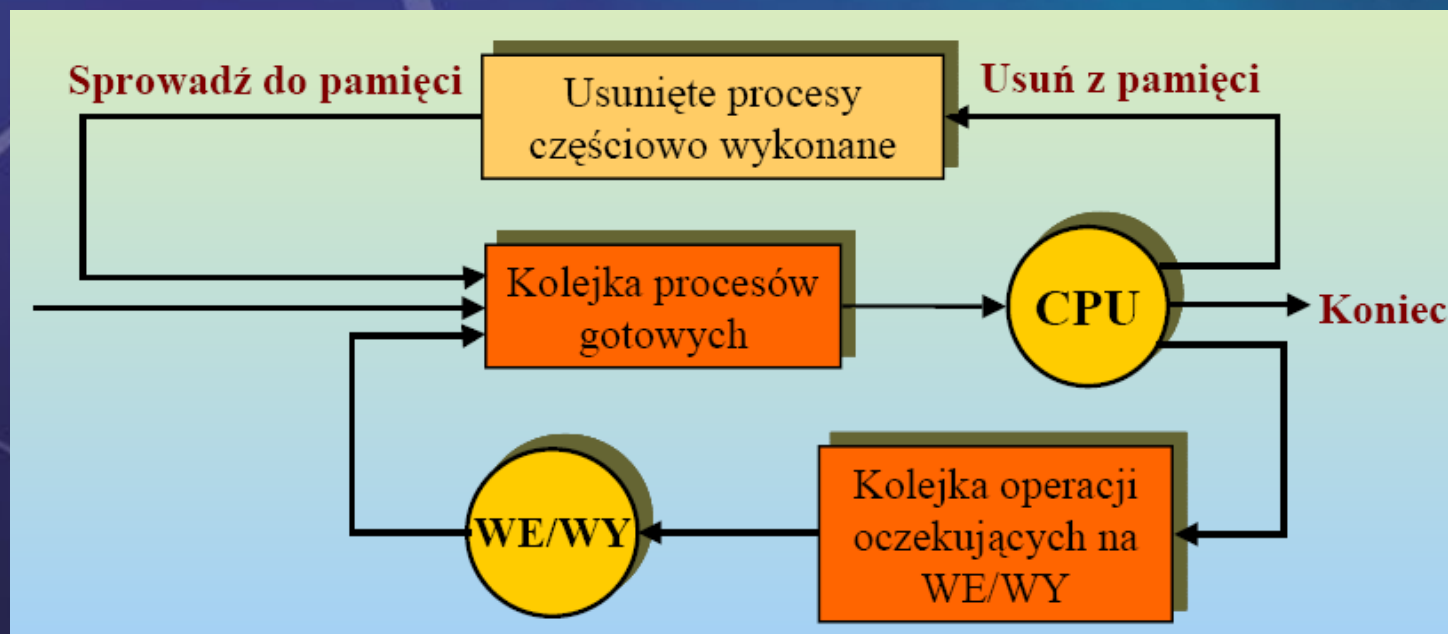 Sprowadź do pamięci
Usunięte procesy
częściowo wykonane
Usuń z pamięci
Kolejka procesów
gotowych
CPU
Koniec
WE/WY
Kolejka operacji
oczekujących na
WE/WY